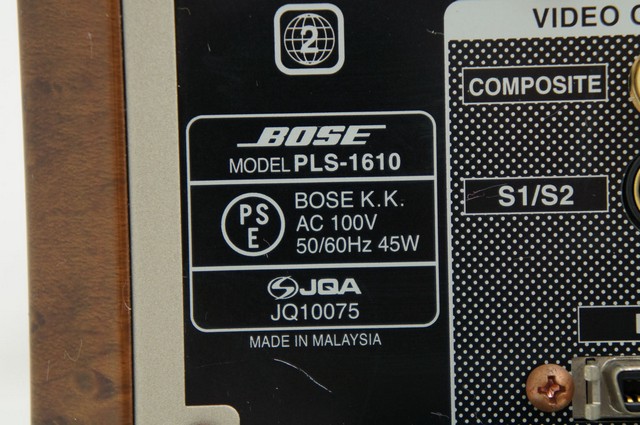 2
VIDEO
COMPOSITE
S1/S2
BOSE
MODEL PLS-1610
PSE
BOSE K.K.
AC 100V
50/60Hz 45W
JQA
JQ10075
MADE IN MALAYSIA